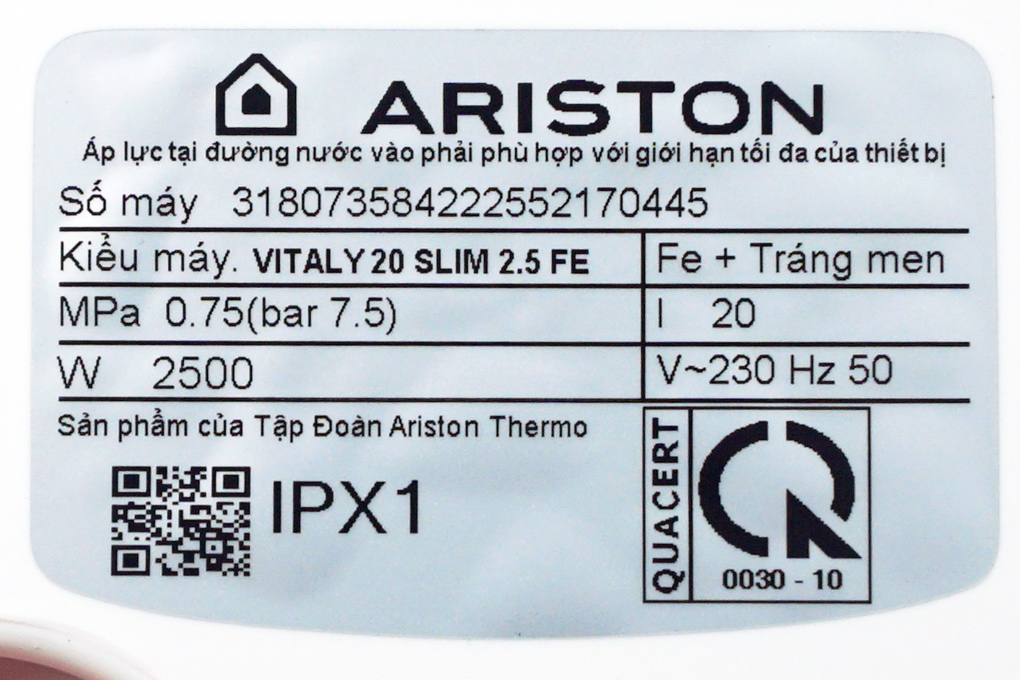 ARISTON
Áp lực tại đường nước vào phải phù hợp với giới hạn tối đa của thiết bị
Số máy 318073584222552170445
Kiểu máy. VITALY 20 SLIM 2.5 FE Fe + Tráng men
MPa 0.75(bar 7.5) l 20
W 2500 V~230 Hz 50
Sản phẩm của Tập Đoàn Ariston Thermo
IPX1
QUACERT
0030 - 10